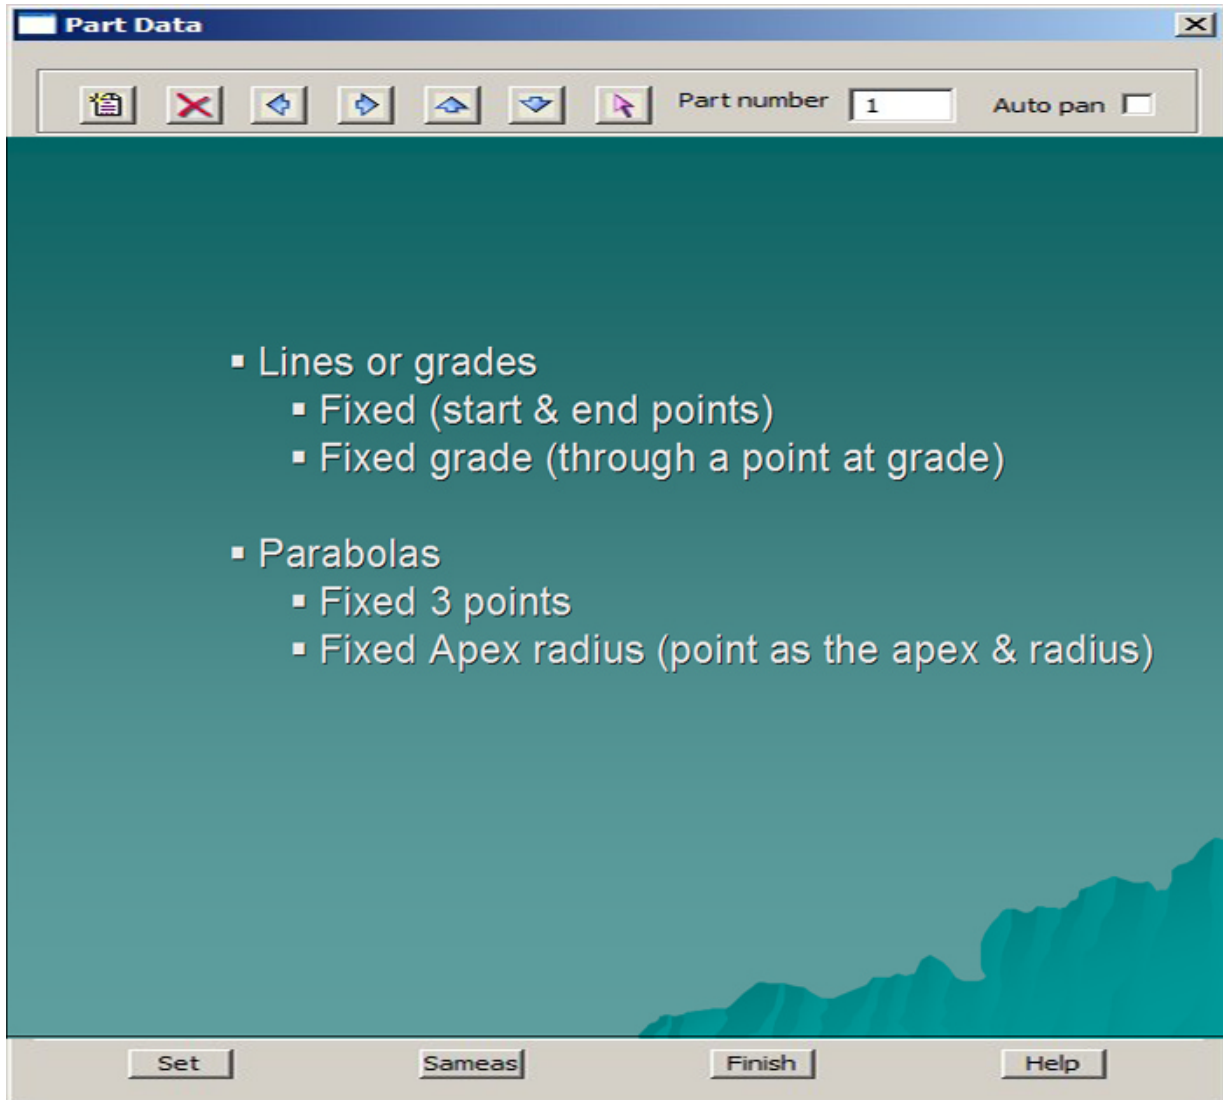 Part Data
Part number 1 Auto pan
▪ Lines or grades
▪ Fixed (start & end points)
▪ Fixed grade (through a point at grade)
▪ Parabolas
▪ Fixed 3 points
▪ Fixed Apex radius (point as the apex & radius)
Set Sameas Finish Help